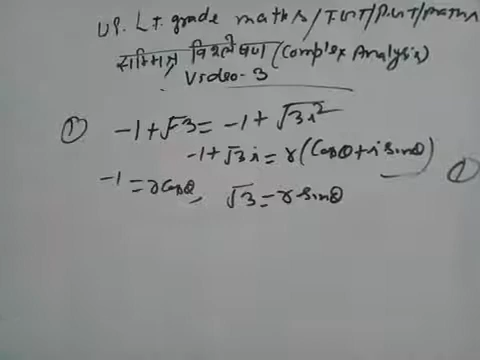 UP. L.T. grade maths/TGT/PGT/maths
सम्मिश्र विश्लेषण (Complex Analysis)
Video-3
① -1+√-3 = -1+√3i²
-1+√3i = r(Cosθ+i sinθ)
-1 = r cosθ, √3 = r sinθ